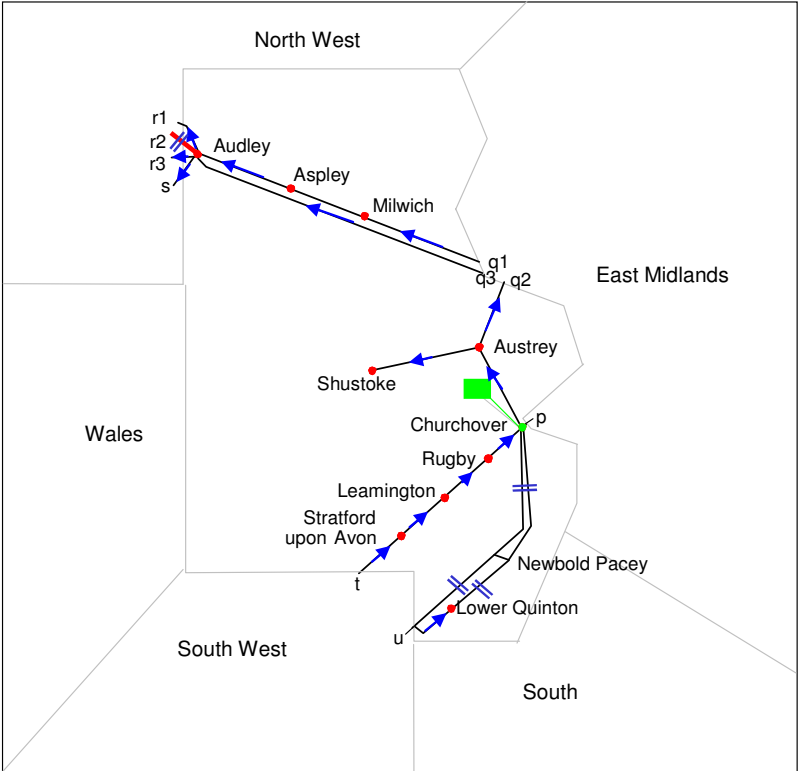 North West
r1
r2
r3
s
Audley
Aspley
Milwich
q1
q3
q2
East Midlands
Austrey
Shustoke
Churchover
p
Wales
Rugby
Leamington
Stratford
upon Avon
Newbold Pacey
t
Lower Quinton
u
South West
South